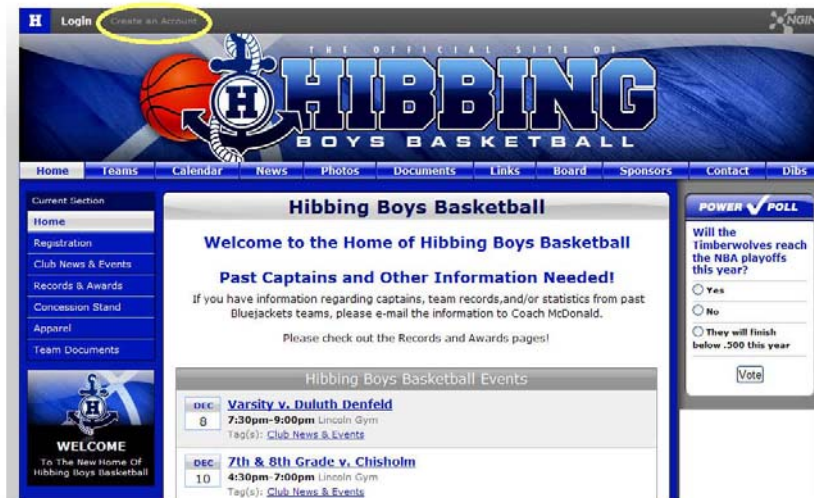 H Login Create an Account NGIN
THE OFFICIAL SITE OF
H HIBBING
BOYS BASKETBALL
Home Teams Calendar News Photos Documents Links Board Sponsors Contact Dibs
Current Section
Home
Registration
Club News & Events
Records & Awards
Concession Stand
Apparel
Team Documents
H
WELCOME
To The New Home Of
Hibbing Boys Basketball
Hibbing Boys Basketball
Welcome to the Home of Hibbing Boys Basketball
Past Captains and Other Information Needed!
If you have information regarding captains, team records,and/or statistics from past
Bluejackets teams, please e-mail the information to Coach McDonald.
Please check out the Records and Awards pages!
Hibbing Boys Basketball Events
DEC
8
Varsity v. Duluth Denfeld
7:30pm-9:00pm Lincoln Gym
Tag(s): Club News & Events
DEC
10
7th & 8th Grade v. Chisholm
4:30pm-7:00pm Lincoln Gym
Tag(s): Club News & Events
POWER POLL
Will the
Timberwolves reach
the NBA playoffs
this year?
Yes
No
They will finish
below .500 this year
Vote